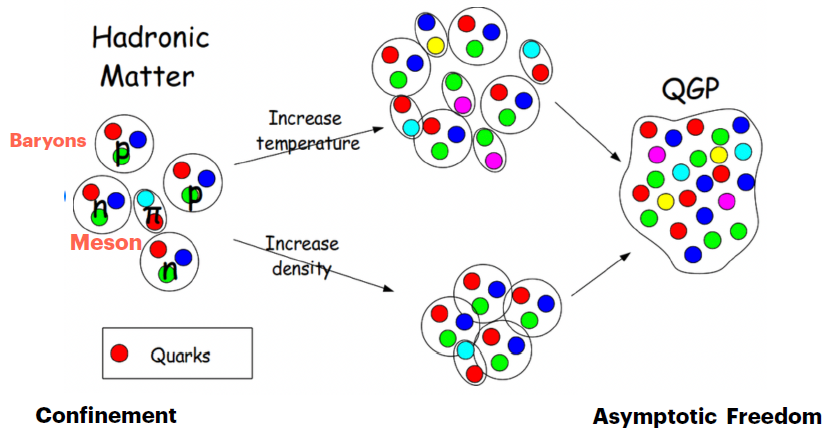 Hadronic
Matter
Baryons
p
p
n
π
Meson
n
Quarks
Confinement
Increase
temperature
Increase
density
QGP
Asymptotic Freedom